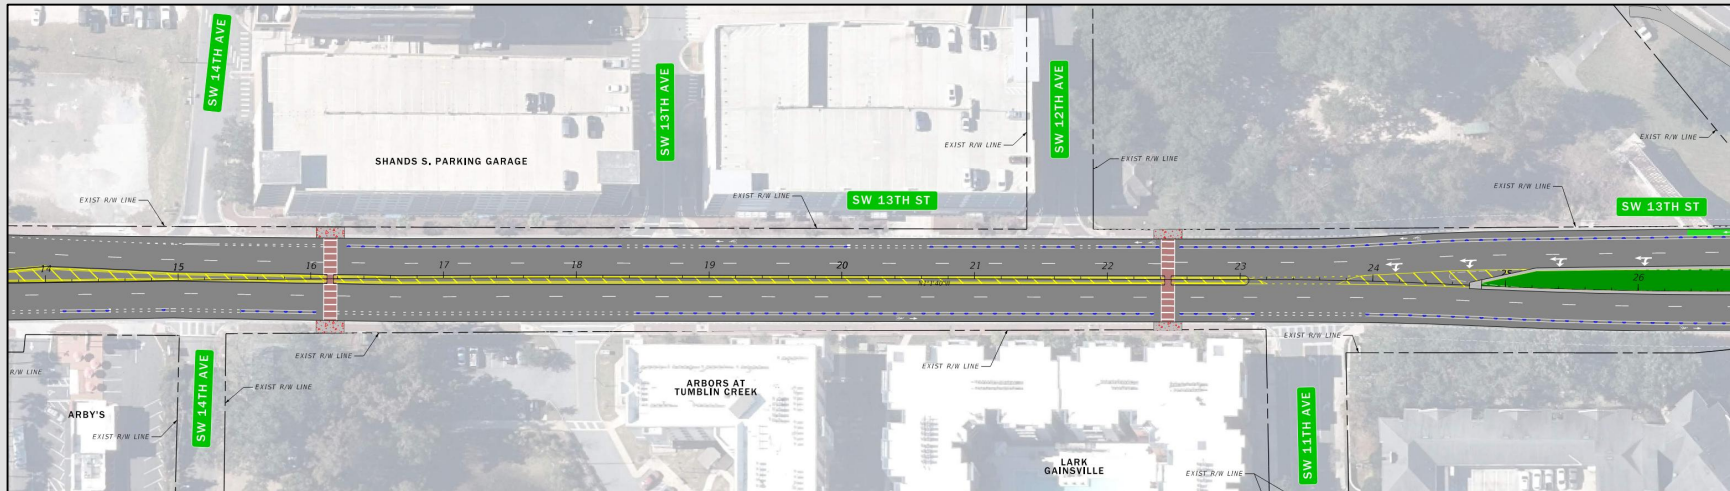 SW 14TH AVE
SW 13TH AVE
SW 12TH AVE
EXIST R/W LINE
EXIST R/W LINE
EXIST R/W LINE
SHANDS S. PARKING GARAGE
EXIST R/W LINE
EXIST R/W LINE
EXIST R/W LINE
SW 13TH ST
SW 13TH ST
14
15
16
17
18
19
20
21
22
23
24
25
26
EXIST R/W LINE
EXIST R/W LINE
EXIST R/W LINE
R/W LINE
SW 14TH AVE
EXIST R/W LINE
ARBORS AT
TUMBLIN CREEK
ARBY'S
EXIST R/W LINE
SW 11TH AVE
LARK
GAINSVILLE
EXIST R/W LINE